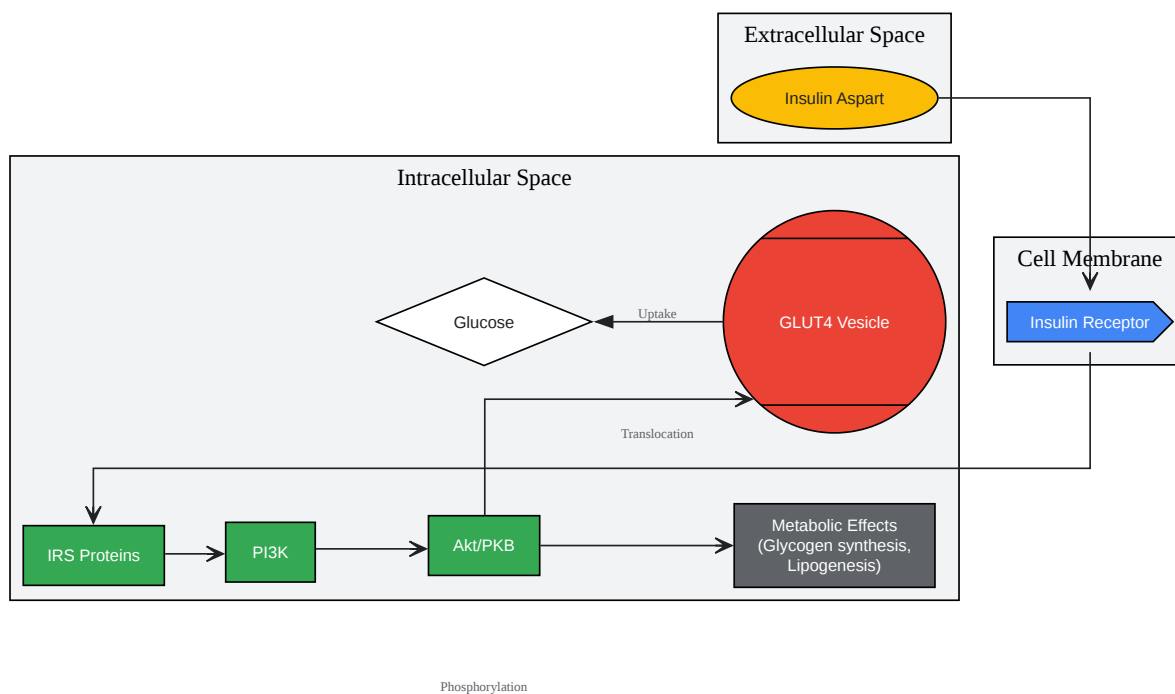 Extracellular Space
Insulin Aspart
Intracellular Space
Cell Membrane
Glucose
Uptake
GLUT4 Vesicle
Insulin Receptor
Translocation
IRS Proteins
PI3K
Akt/PKB
Metabolic Effects
(Glycogen synthesis,
Lipogenesis)
Phosphorylation